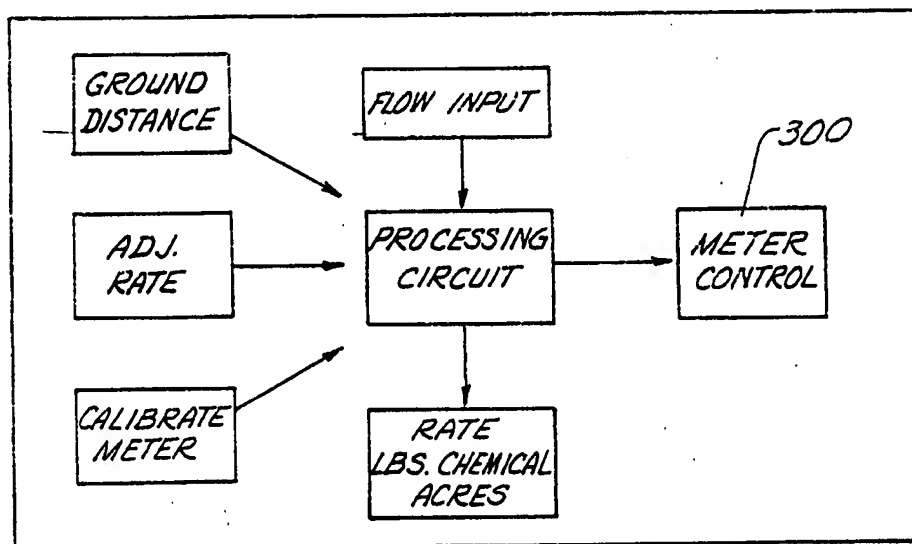 GROUND
DISTANCE
FLOW INPUT
300
ADJ.
RATE
PROCESSING
CIRCUIT
METER
CONTROL
CALIBRATE
METER
RATE
LBS. CHEMICAL
ACRES